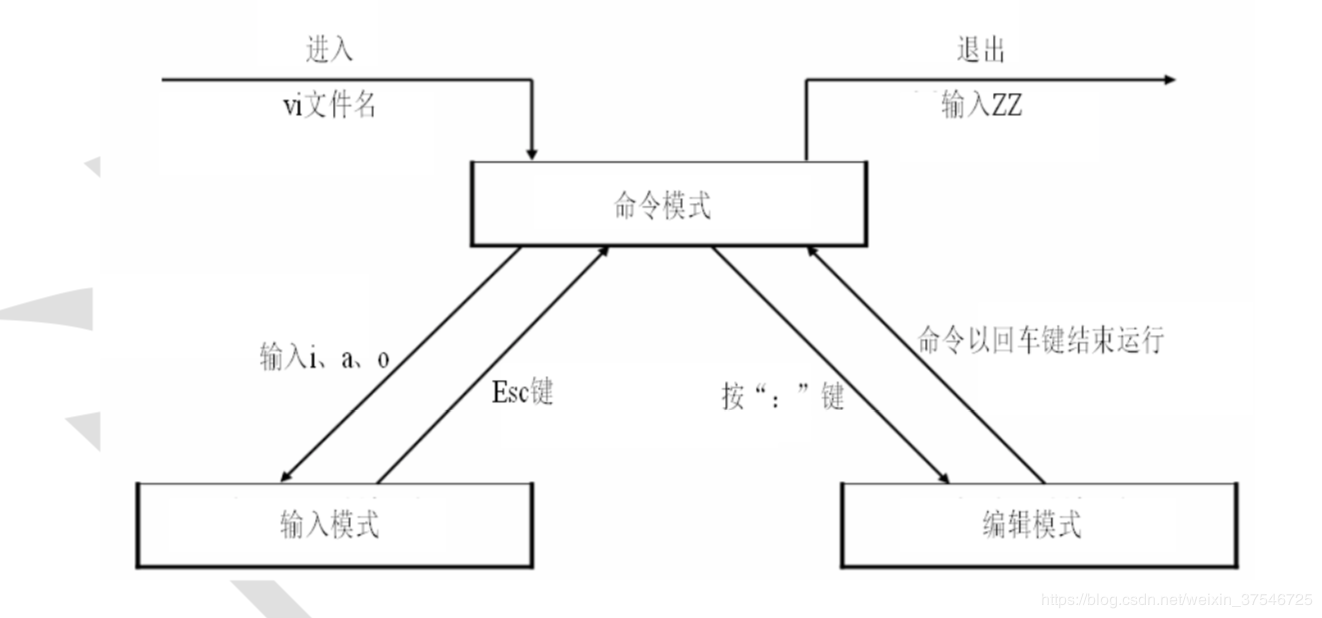 进入
退出
vi文件名
输入ZZ
命令模式
输入i、a、o
Esc键
按“：”键
命令以回车键结束运行
输入模式
编辑模式
https://blog.csdn.net/weixin_37546725